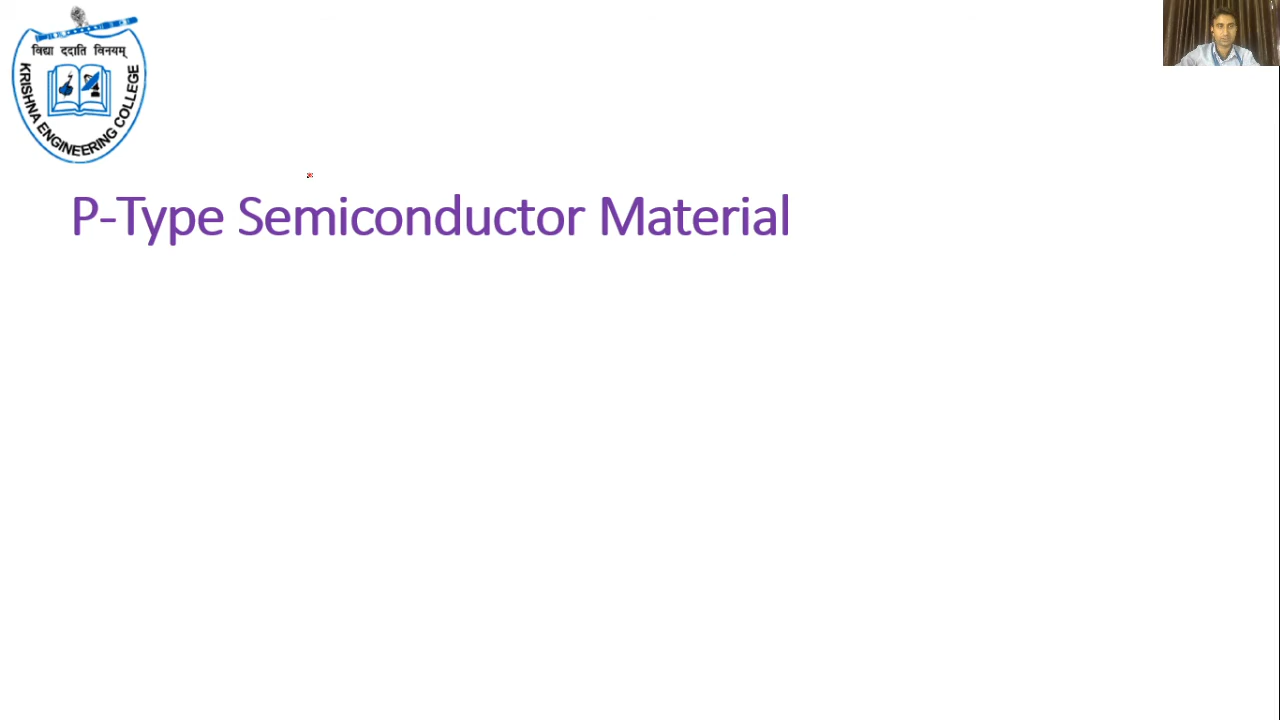 विद्या ददाति विनयम्
KRISHNA ENGINEERING COLLEGE
P-Type Semiconductor Material